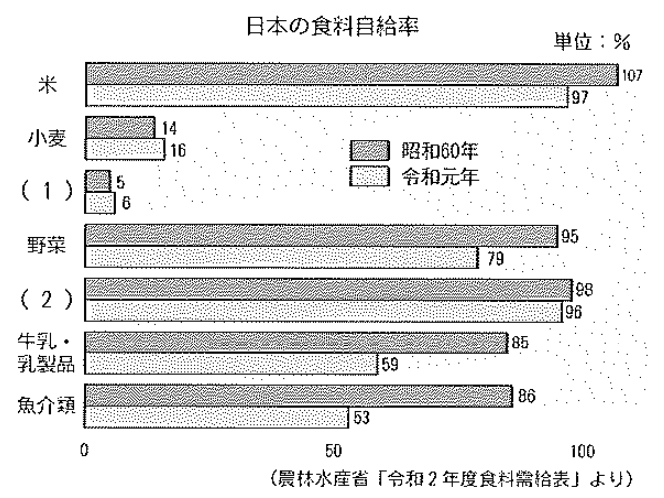 日本の食料自給率
単位:%
米
107
97
小麦
14
16
昭和60年
令和元年
(1)
5
6
野菜
95
79
(2)
98
96
牛乳・
乳製品
85
59
魚介類
86
53
0
50
100
(農林水産省「令和2年度食料需給表」より)